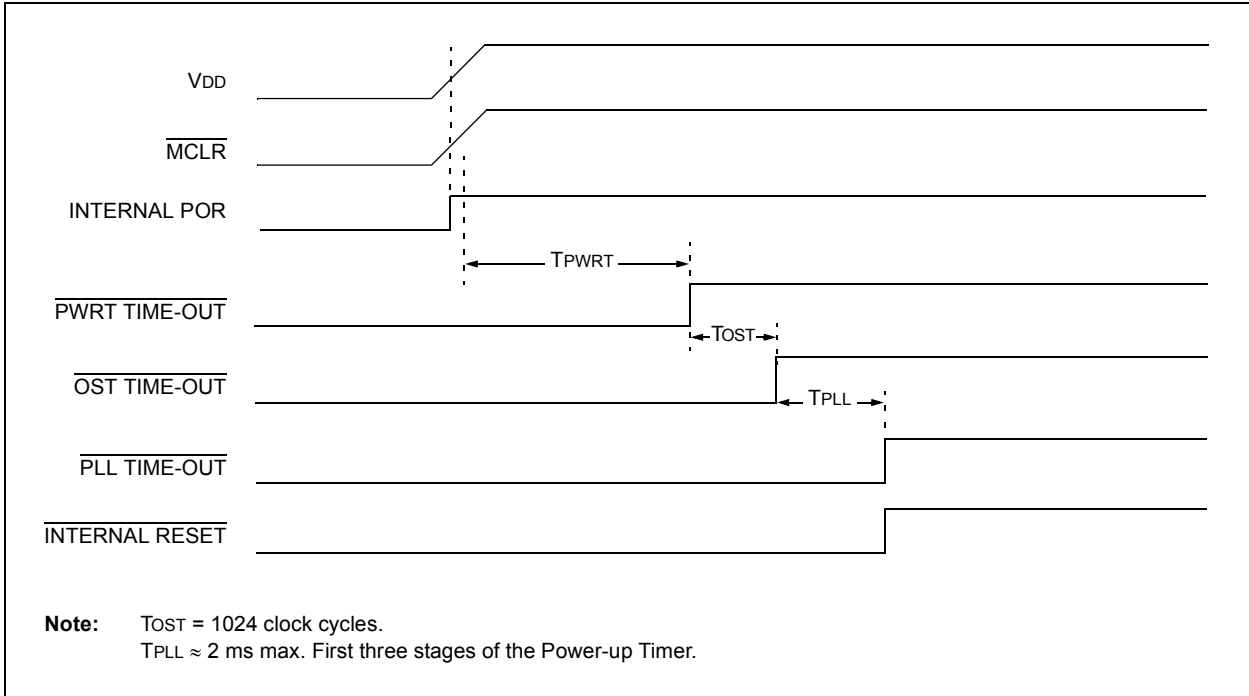 VDD
MCLR
INTERNAL POR
TPWRT
PWRT TIME-OUT
TOST
OST TIME-OUT
TPLL
PLL TIME-OUT
INTERNAL RESET
Note: TOST = 1024 clock cycles.
TPLL ≈ 2 ms max. First three stages of the Power-up Timer.